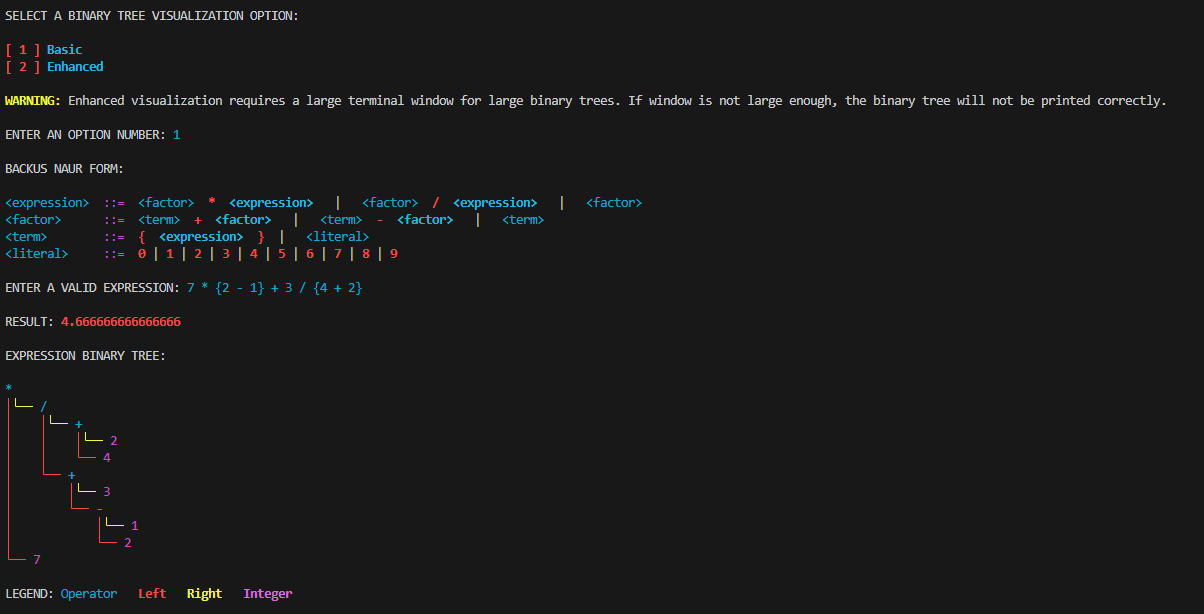 SELECT A BINARY TREE VISUALIZATION OPTION:
[ 1 ] Basic
[ 2 ] Enhanced
WARNING: Enhanced visualization requires a large terminal window for large binary trees. If window is not large enough, the binary tree will not be printed correctly.
ENTER AN OPTION NUMBER: 1
BACKUS NAUR FORM:
<expression> ::= <factor> * <expression> | <factor> / <expression> | <factor>
<factor> ::= <term> + <factor> | <term> - <factor> | <term>
<term> ::= { <expression> } | <literal>
<literal> ::= 0 | 1 | 2 | 3 | 4 | 5 | 6 | 7 | 8 | 9
ENTER A VALID EXPRESSION: 7 * {2 - 1} + 3 / {4 + 2}
RESULT: 4.666666666666666
EXPRESSION BINARY TREE:
*
/
+
2
4
+
3
-
1
2
7
LEGEND: Operator Left Right Integer